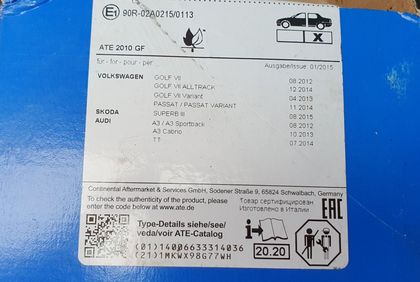 E1 90R-02A0215/0113
X
ATE 2010 GF
Ausgabe/Issue: 01/2015
für - for - pour - per
VOLKSWAGEN GOLF VII 08.2012
GOLF VII ALLTRACK 12.2014
GOLF VII Variant 04.2013
PASSAT / PASSAT VARIANT 11.2014
SKODA SUPERB III 08.2015
AUDI A3 / A3 Sportback 08.2012
A3 Cabrio 10.2013
TT 07.2014
Continental Aftermarket & Services GmbH, Sodener Straße 9, 65824 Schwalbach, Germany
To check the authenticity of the product, please
enter the code below at www.ate.de
Товар сертифицирован
Изготовлено в Италии
EAC
Type-Details siehe/see/
veda/voir ATE-Catalog
(01)14006633314036
(21)1MKWX98G77WH
20.20